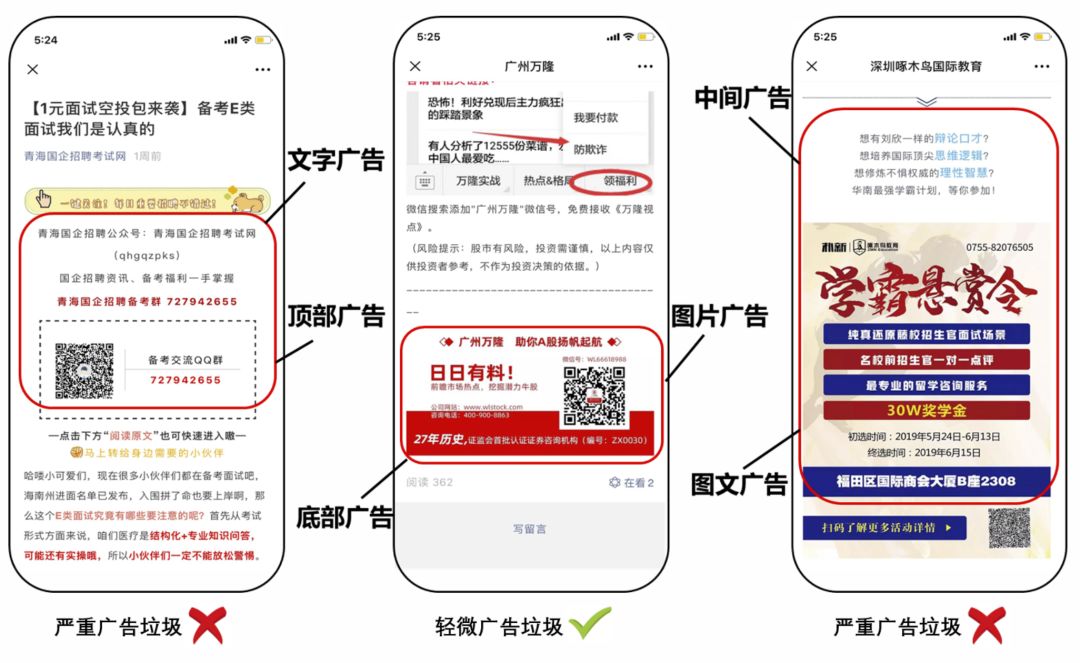 5:24
【1元面试空投包来袭】备考E类
面试我们是认真的
青海国企招聘考试网 1周前
一键关注！每日重要招聘不错过！
青海国企招聘公众号：青海国企招聘考试网
(qhgqzpks)
国企招聘资讯、备考福利一手掌握
青海国企招聘备考群 727942655
备考交流QQ群
727942655
—点击下方“阅读原文”也可快速进入噉—
马上转给身边需要的小伙伴
哈喽小可爱们，现在很多小伙伴们都在备考面试吧，
海南州进面名单已发布，入围拼了命也要上岸啊，那
么这个E类面试究竟有哪些要注意的呢？首先从考试
形式方面来说，咱们医疗是结构化+专业知识问答，
可能还有实操哦，所以小伙伴们一定不能放松警惕。
严重广告垃圾
文字广告
顶部广告
底部广告
5:25
广州万隆
恐怖！利好兑现后主力疯狂
的踩踏景象
有人分析了12555份菜谱，
中国人最爱吃……
我要付款
防欺诈
万隆实战
热点&格局
领福利
微信搜索添加"广州万隆"微信号，免费接收《万隆视
点》。
（风险提示：股市有风险，投资需谨慎，以上内容仅
供投资者参考，不作为投资决策的依据。）
广州万隆 助你A股扬帆起航
微信号：WL66618988
日日有料！
前瞻市场热点，挖掘潜力牛股
公司网站：www.wlstock.com
咨询电话：400-900-8863
27年历史,证监会首批认证证券咨询机构（编号：ZX0030）
阅读 362
在看 2
写留言
轻微广告垃圾
图片广告
中间广告
图文广告
5:25
深圳啄木鸟国际教育
想有刘欣一样的辩论口才？
想培养国际顶尖思维逻辑？
想修炼不惧权威的理性智慧？
华南最强学霸计划，等你参加！
朴新
啄木鸟教育
0755-82076505
学霸悬赏令
纯真还原藤校招生官面试场景
名校前招生官一对一点评
最专业的留学咨询服务
30W奖学金
初选时间：2019年5月24日-6月13日
终选时间：2019年6月15日
福田区国际商会大厦B座2308
扫码了解更多活动详情
严重广告垃圾